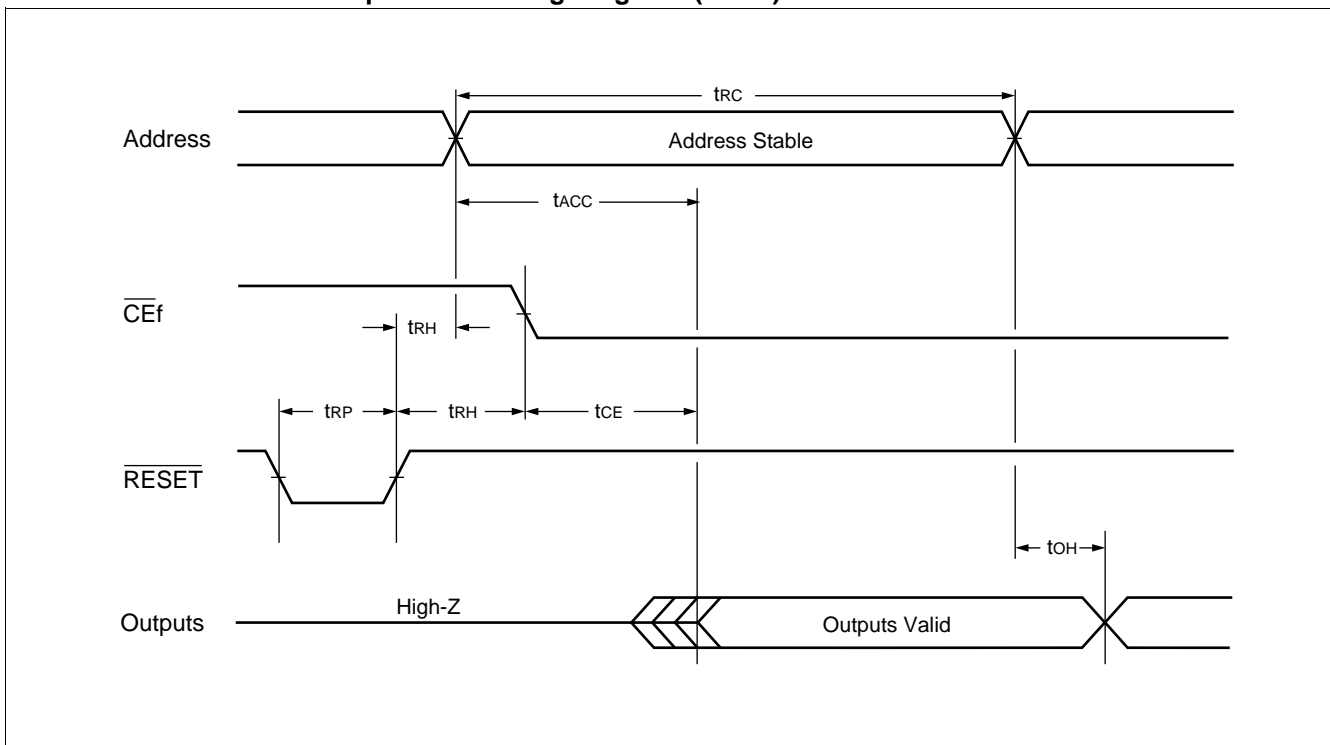 tRC
Address
Address Stable
tACC
CEf
tRH
tRP
tRH
tCE
RESET
tOH
High-Z
Outputs
Outputs Valid